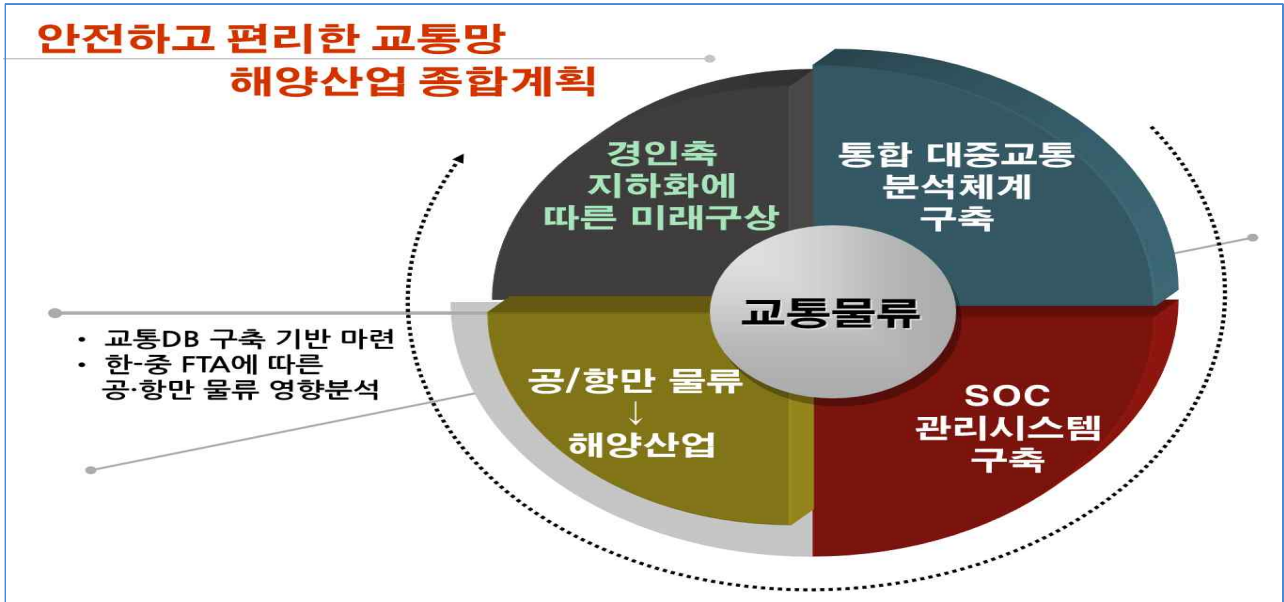 안전하고 편리한 교통망
해양산업 종합계획
경인축
지하화에
따른 미래구상
통합 대중교통
분석체계
구축
교통물류
• 교통DB 구축 기반 마련
• 한-중 FTA에 따른
공·항만 물류 영향분석
공/항만 물류
↓
해양산업
SOC
관리시스템
구축